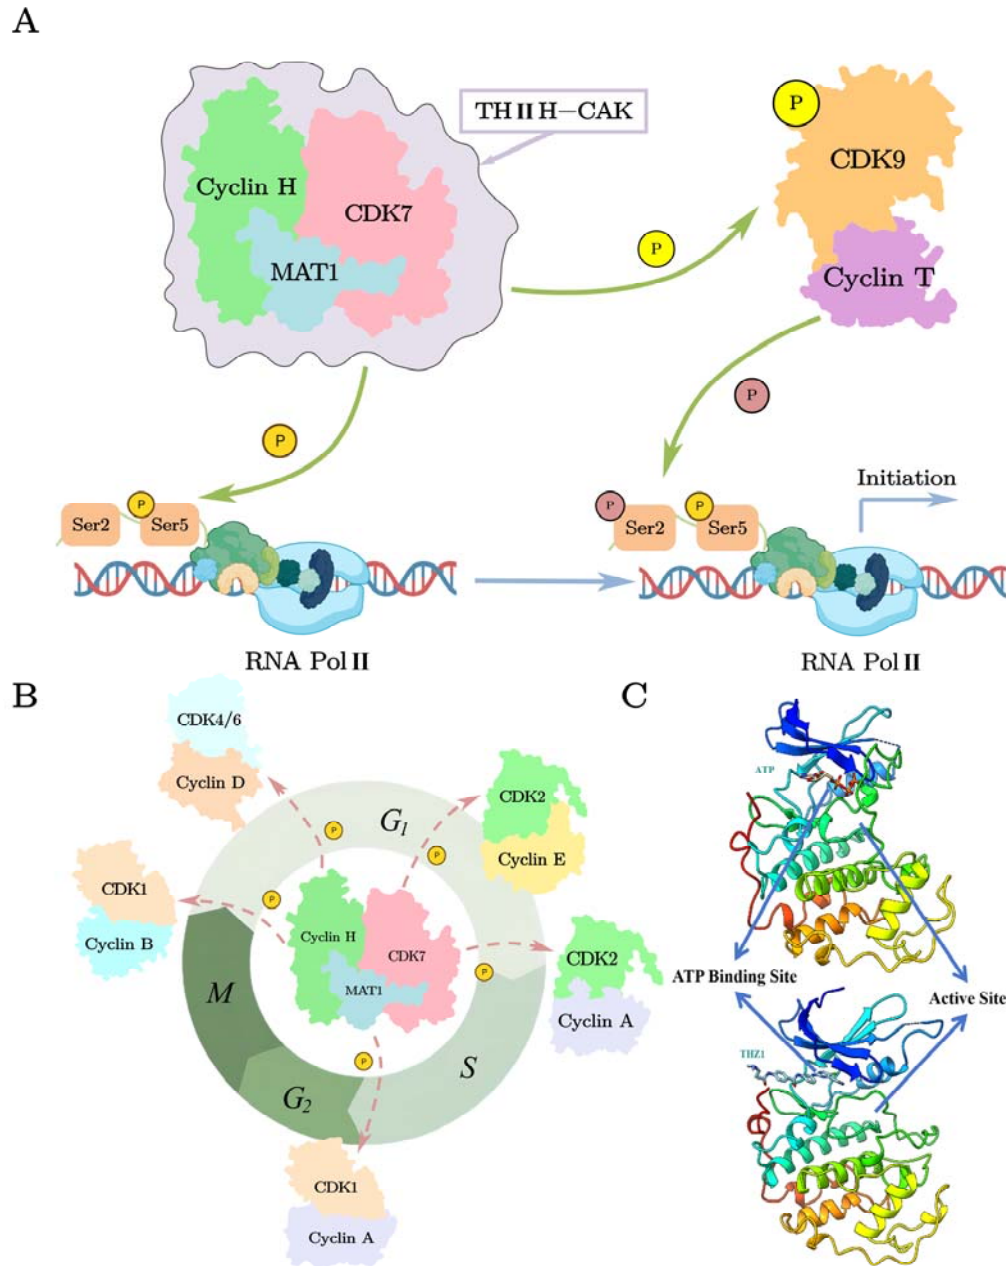 A
TH II H—CAK
P
Cyclin H
CDK7
MAT1
CDK9
P
Cyclin T
P
P
Initiation
P
P
P
Ser2
Ser5
Ser2
Ser5
RNA Pol II
RNA Pol II
B
C
CDK4/6
Cyclin D
G1
CDK2
Cyclin E
P
P
CDK1
Cyclin B
P
Cyclin H
CDK7
MAT1
P
CDK2
Cyclin A
M
S
G2
P
CDK1
Cyclin A
ATP
ATP Binding Site
Active Site
THZ1